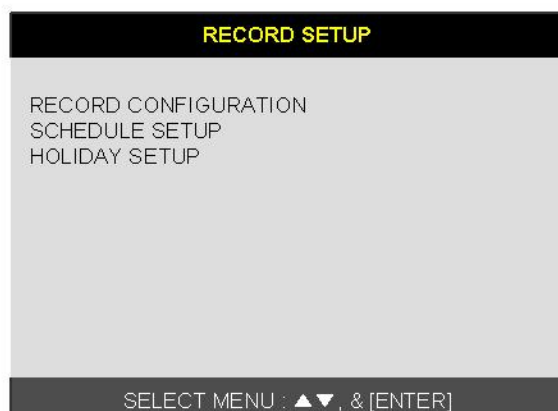 RECORD SETUP
RECORD CONFIGURATION
SCHEDULE SETUP
HOLIDAY SETUP
SELECT MENU : ▲▼, & [ENTER]